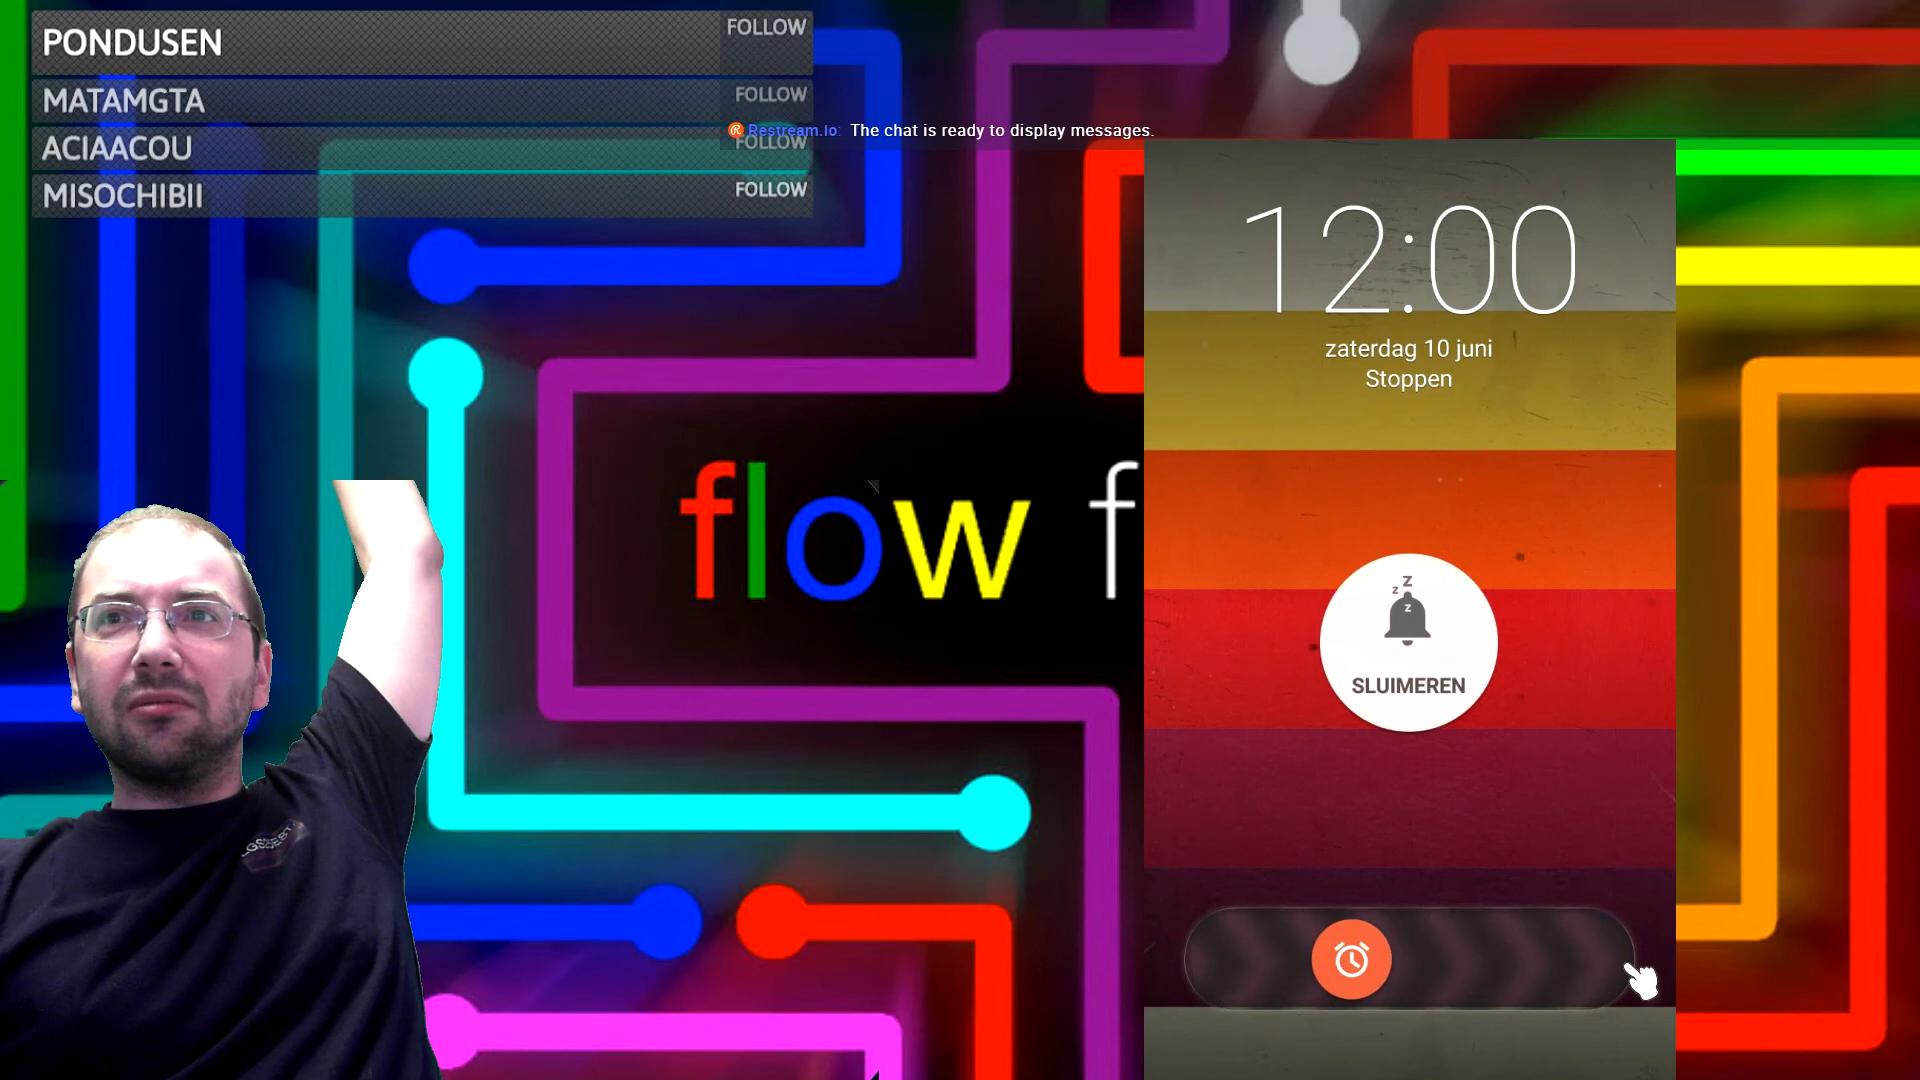 PONDUSEN FOLLOW
MATAMGTA FOLLOW
ACIAACOU FOLLOW
MISOCHIBII FOLLOW
Restream.Io: The chat is ready to display messages.
12:00
zaterdag 10 juni
Stoppen
flow f
z
z
z
SLUIMEREN